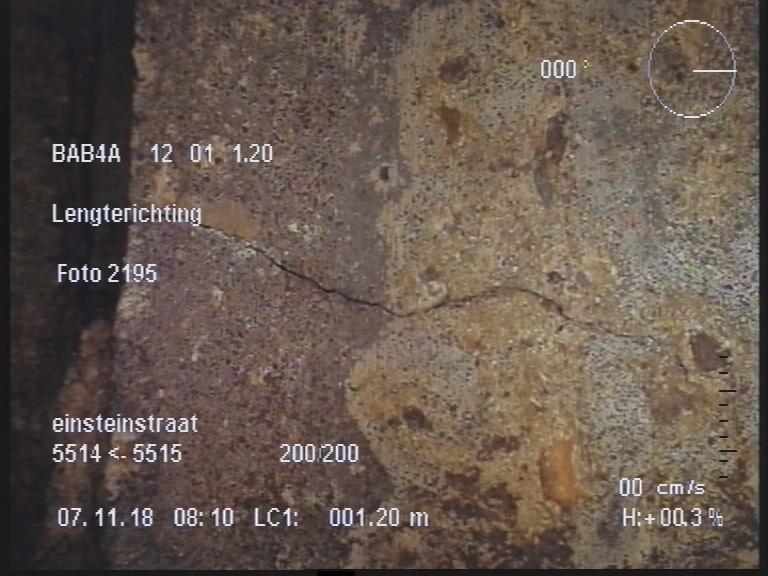 000°
BAB4A 12 01 1.20
Lengterichting
Foto 2195
einsteinstraat
5514 <- 5515 200/200
00 cm/s
07.11.18 08:10 LC1: 001.20 m H:+00.3%